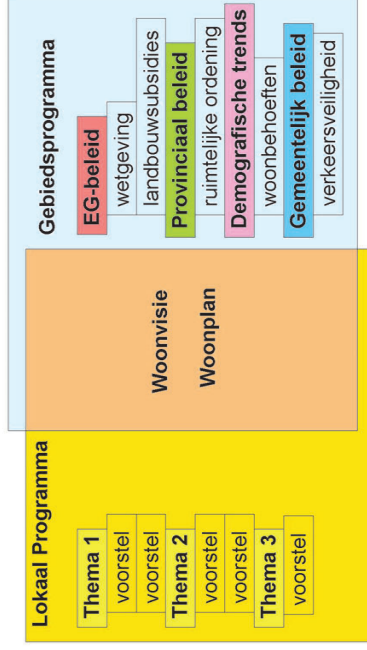 Lokaal Programma
Thema 1
voorstel
voorstel
Thema 2
voorstel
voorstel
Thema 3
voorstel
Woonvisie
Woonplan
Gebiedsprogramma
EG-beleid
wetgeving
landbouwsubsidies
Provinciaal beleid
ruimtelijke ordening
Demografische trends
woonbehoeften
Gemeentelijk beleid
verkeersveiligheid